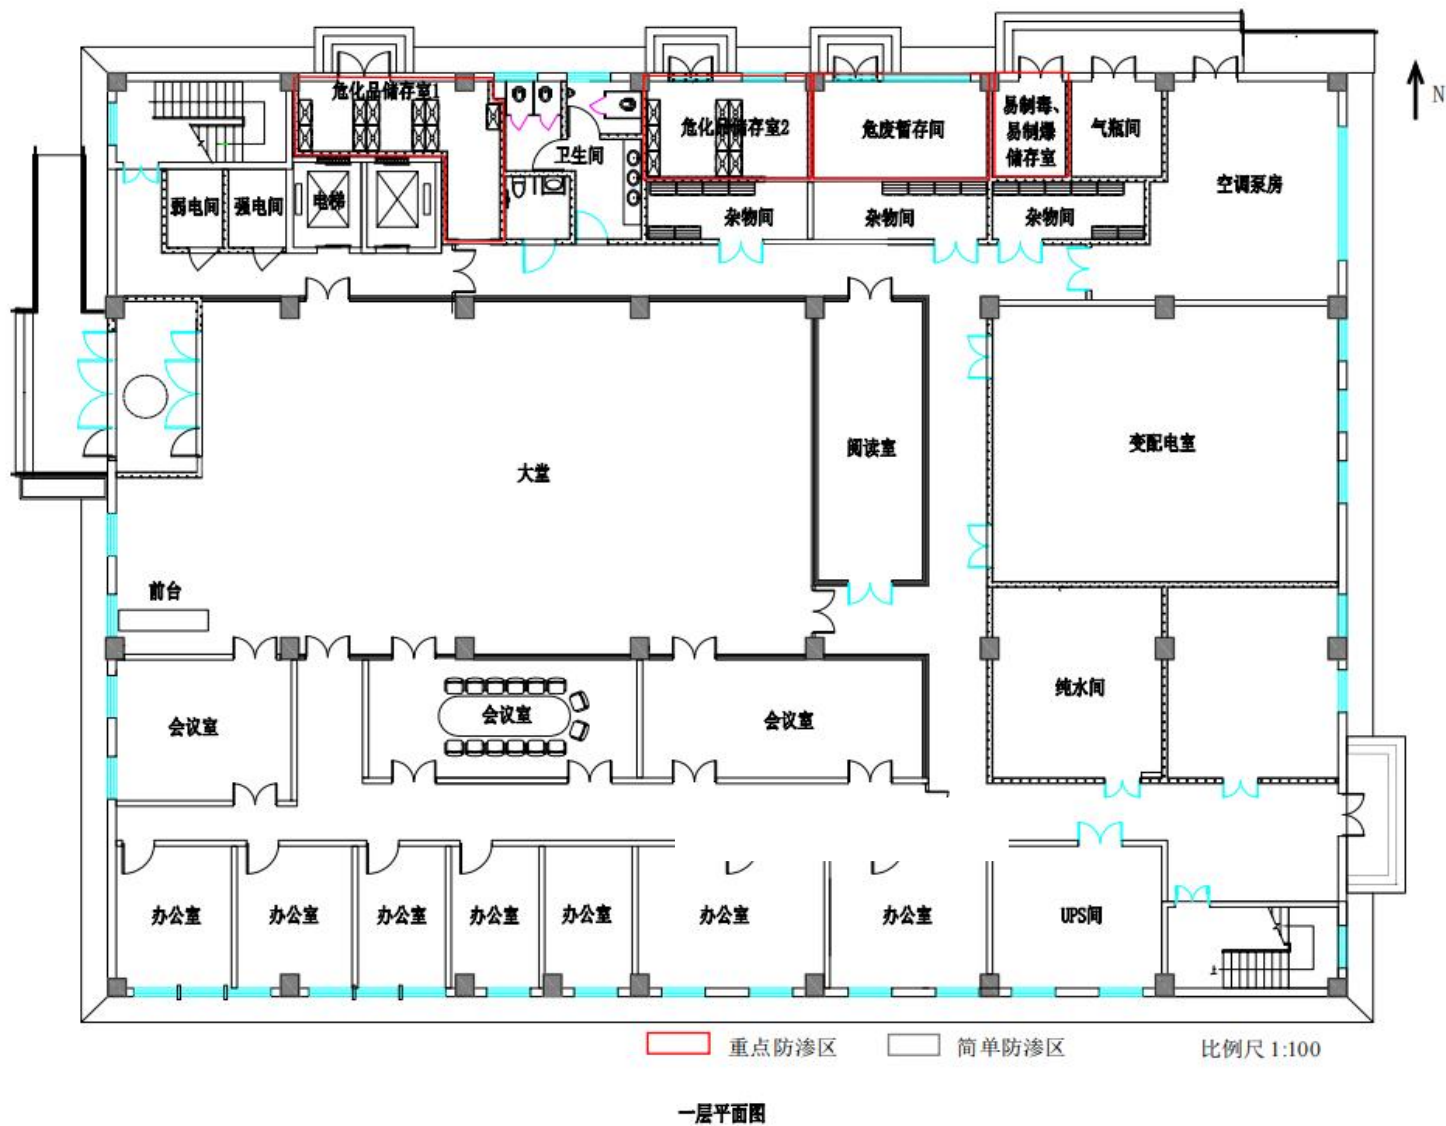 危化品储存室1
N
危化品储存室2
危废暂存间
易制毒、
易制爆
储存室
气瓶间
卫生间
空调泵房
弱电间
强电间
电梯
杂物间
杂物间
杂物间
大堂
阅读室
变配电室
前台
会议室
会议室
会议室
纯水间
办公室
办公室
办公室
办公室
办公室
办公室
办公室
UPS间
上
重点防渗区
简单防渗区
比例尺 1:100
一层平面图